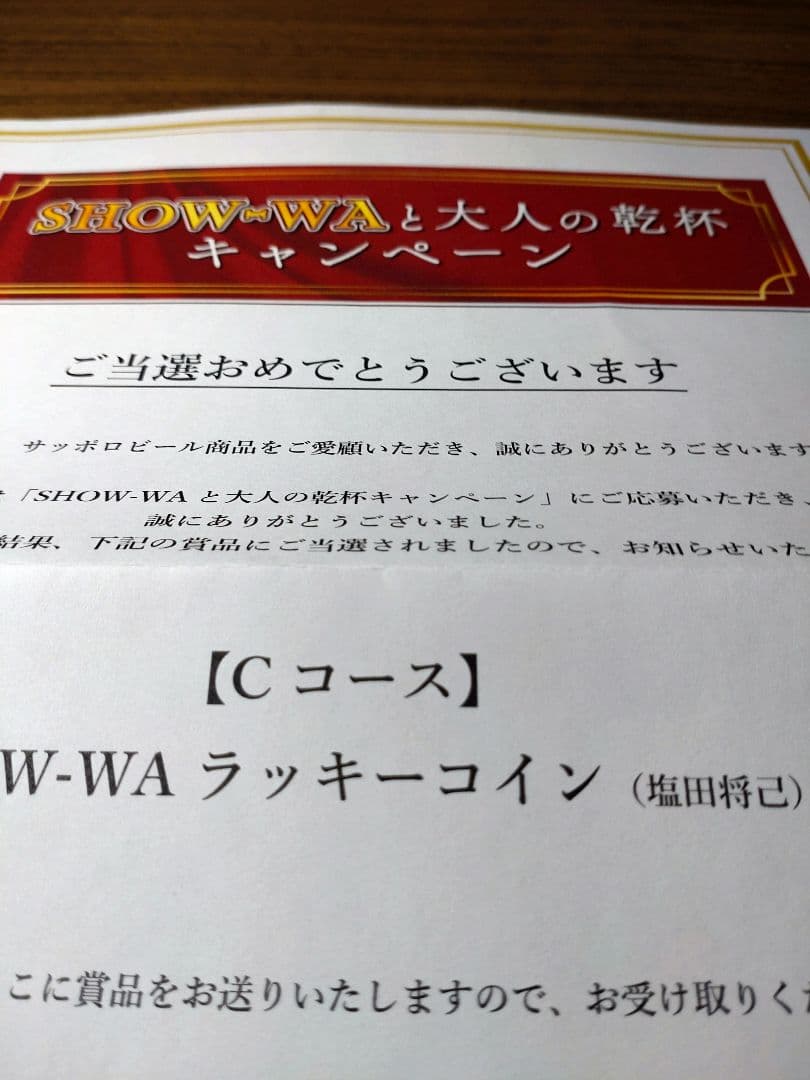 SHOW-WAと大人の乾杯
キャンペーン
ご当選おめでとうございます
サッポロビール商品をご愛顧いただき、誠にありがとうございます
「SHOW-WA と大人の乾杯キャンペーン」にご応募いただき、
誠にありがとうございました。
結果、下記の賞品にご当選されましたので、お知らせいた
【C コース】
W-WA ラッキーコイン（塩田将己）
こに賞品をお送りいたしますので、お受け取りくだ